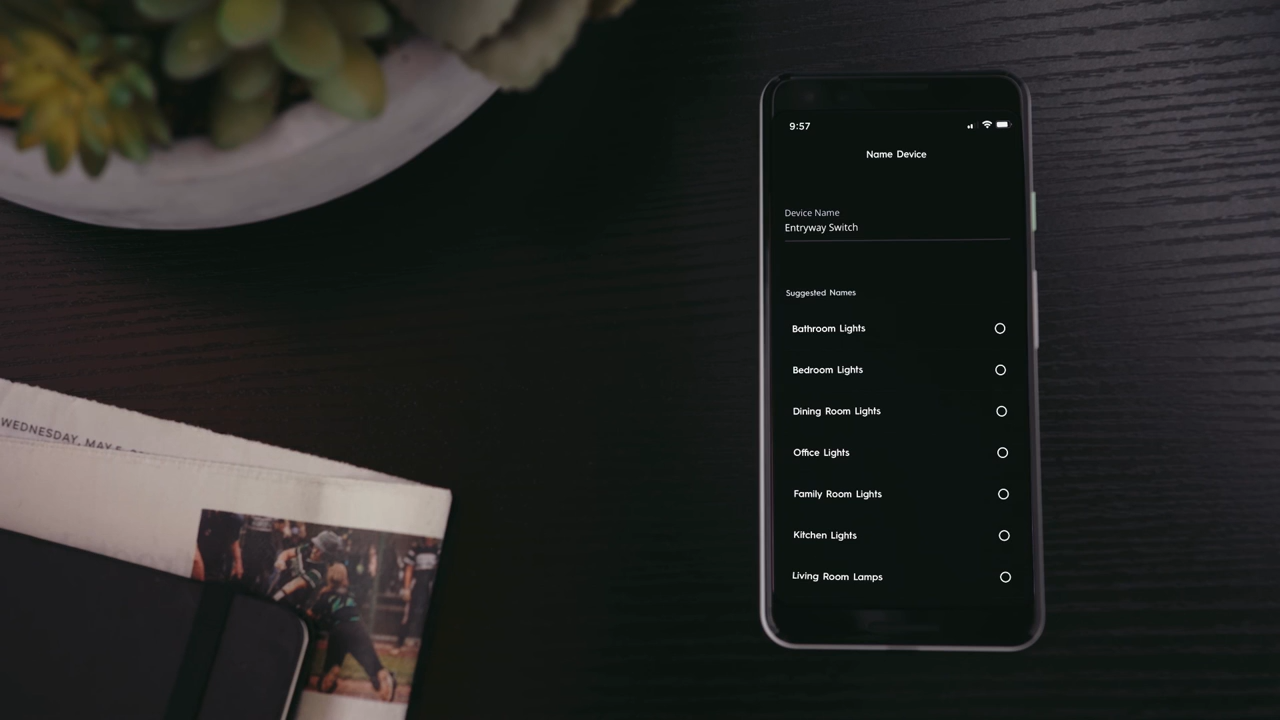 9:57
Name Device
Device Name
Entryway Switch
Suggested Names
Bathroom Lights
Bedroom Lights
Dining Room Lights
Office Lights
Family Room Lights
Kitchen Lights
Living Room Lamps
WEDNESDAY, MAY 5,